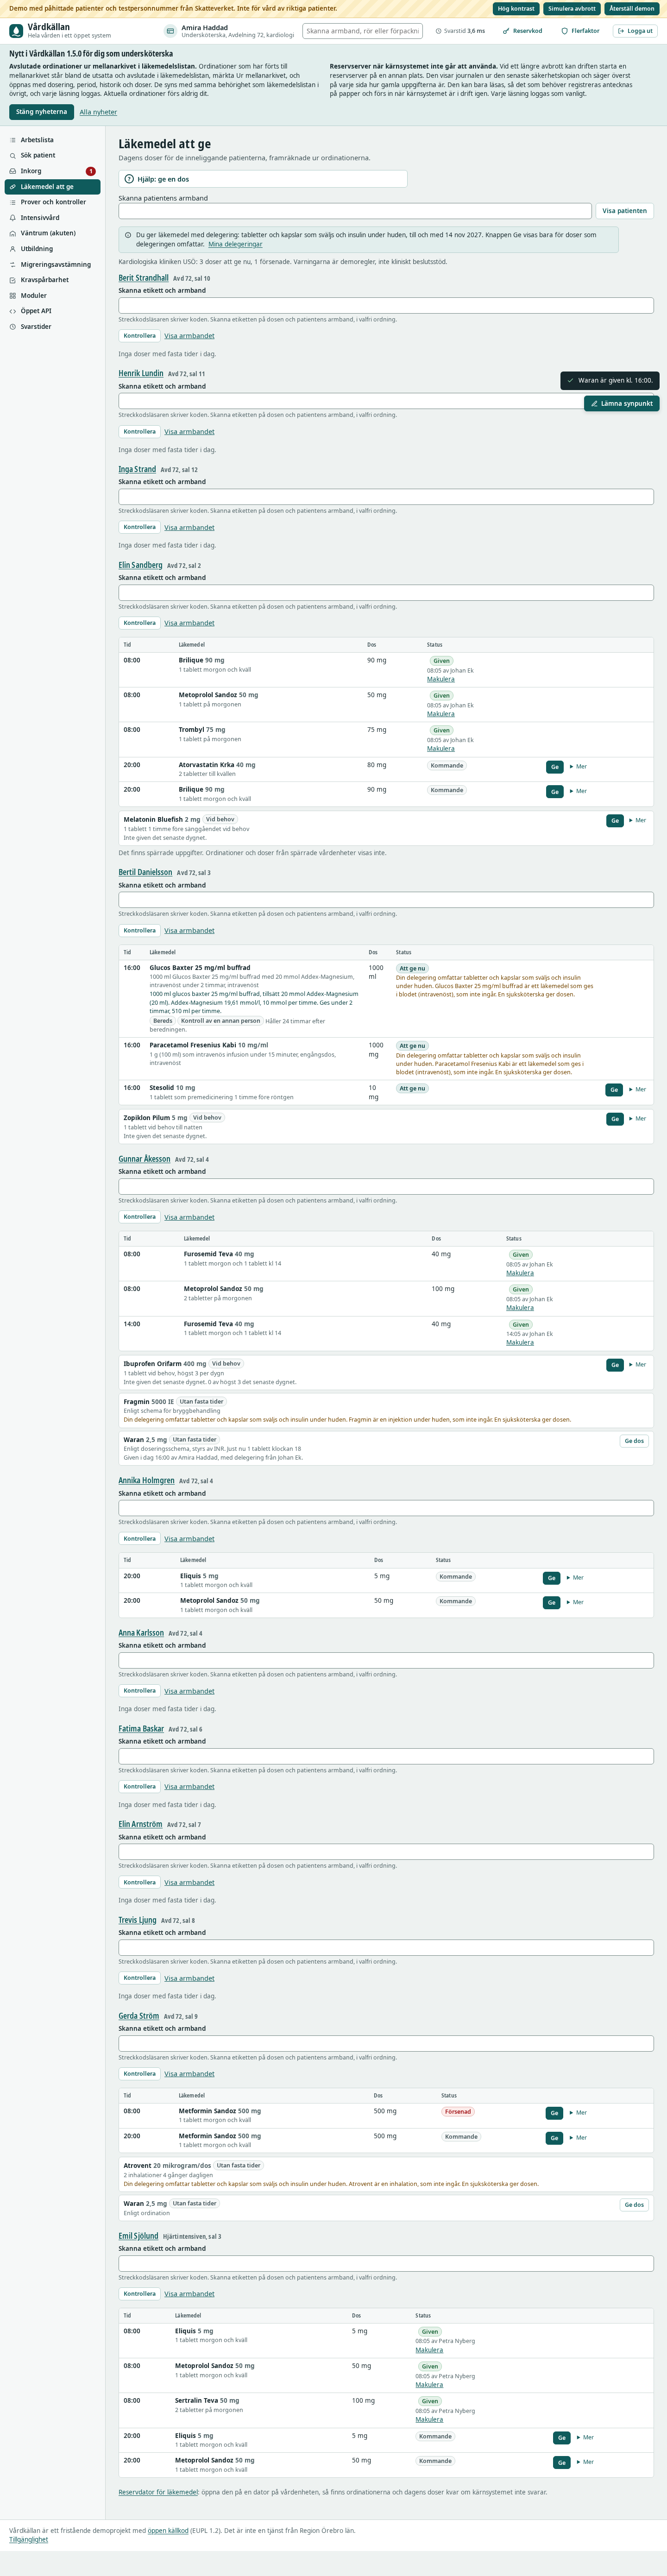 Demo med påhittade patienter och testpersonnummer från Skatteverket. Inte för vård av riktiga patienter.
Hög kontrast
Simulera avbrott
Återställ demon
Vårdkällan
Hela vården i ett öppet system
Amira Haddad
Undersköterska, Avdelning 72, kardiologi
Skanna armband, rör eller förpackning
Svarstid 3,6 ms
Reservkod
Flerfaktor
Logga ut
Nytt i Vårdkällan 1.5.0 för dig som undersköterska
Avslutade ordinationer ur mellanarkivet i läkemedelslistan. Ordinationer som har förts till
mellanarkivet står bland de utsatta och avslutade i läkemedelslistan, märkta Ur mellanarkivet, och
öppnas med sina doser, förskrivningar och doser. De syns med samma behörighet som läkemedelslistan i
övrigt, och varje läsning loggas. Aktuella ordinationer förs aldrig dit.
Reservserver när kärnsystemet inte går att använda. Vid ett längre avbrott kan driften starta en
reserverver på en annan plats. Den visar journalen ur den senaste säkerhetskopian och säger överst
på varje sida hur gamla uppgifterna är. Den kan bara läsas, så det som behöver registreras antecknas
på papper och förs in när kärnsystemet är i drift igen. Varje läsning loggas som vanligt.
Stäng nyheterna
Alla nyheter
Arbetslista
Sök patient
Inkorg
1
Läkemedel att ge
Prover och kontroller
Intensivvård
Väntrum (akuten)
Utbildning
Migreringsavstämning
Kravspårbarhet
Moduler
Öppet API
Svarstider
Läkemedel att ge
Dagens doser för de inneliggande patienterna, framräknade ur ordinationerna.
Hjälp: ge en dos
Skanna patientens armband
Visa patienten
Du ger läkemedel med delegering: tabletter och kapslar som sväljs och insulin under huden, till och med 14 nov 2027. Knappen Ge visas bara för doser som
delegeringen omfattar. Mina delegeringar
Kardiologiska kliniken USÖ: 3 doser att ge nu, 1 försenade. Varningarna är demoregler, inte kliniskt beslutsstöd.
Berit Strandhall Avd 72, sal 10
Skanna etikett och armband
Streckkodsläsaren skriver koden. Skanna etiketten på dosen och patientens armband, i valfri ordning.
Kontrollera
Visa armbandet
Inga doser med fasta tider i dag.
Henrik Lundin Avd 72, sal 11
Skanna etikett och armband
Waran är given kl. 16:00.
Lämna synpunkt
Streckkodsläsaren skriver koden. Skanna etiketten på dosen och patientens armband, i valfri ordning.
Kontrollera
Visa armbandet
Inga doser med fasta tider i dag.
Inga Strand Avd 72, sal 12
Skanna etikett och armband
Streckkodsläsaren skriver koden. Skanna etiketten på dosen och patientens armband, i valfri ordning.
Kontrollera
Visa armbandet
Inga doser med fasta tider i dag.
Elin Sandberg Avd 72, sal 2
Skanna etikett och armband
Streckkodsläsaren skriver koden. Skanna etiketten på dosen och patientens armband, i valfri ordning.
Kontrollera
Visa armbandet
Tid Läkemedel Dos Status
08:00 Brilique 90 mg 90 mg Given
1 tablett morgon och kväll 08:05 av Johan Ek
Makulera
08:00 Metoprolol Sandoz 50 mg 50 mg Given
1 tablett på morgonen 08:05 av Johan Ek
Makulera
08:00 Trombyl 75 mg 75 mg Given
1 tablett på morgonen 08:05 av Johan Ek
Makulera
20:00 Atorvastatin Krka 40 mg 80 mg Kommande Ge Mer
2 tabletter till kvällen
20:00 Brilique 90 mg 90 mg Kommande Ge Mer
1 tablett morgon och kväll
Melatonin Bluefish 2 mg Vid behov Ge Mer
1 tablett 1 timme före sänggåendet vid behov
Inte given det senaste dygnet.
Det finns spärrade uppgifter. Ordinationer och doser från spärrade vårdenheter visas inte.
Bertil Danielsson Avd 72, sal 3
Skanna etikett och armband
Streckkodsläsaren skriver koden. Skanna etiketten på dosen och patientens armband, i valfri ordning.
Kontrollera
Visa armbandet
Tid Läkemedel Dos Status
16:00 Glucos Baxter 25 mg/ml buffrad 1000 ml Att ge nu
1000 ml Glucos Baxter 25 mg/ml buffrad med 20 mmol Addex-Magnesium,
intravenöst under 2 timmar, intravenöst
1000 ml glucos baxter 25 mg/ml buffrad, tillsätt 20 mmol Addex-Magnesium
(20 ml). Addex-Magnesium 19,61 mmol/l, 10 mmol per timme. Ges under 2
timmar, 510 ml per timme.
Bereds Kontroll av en annan person Håller 24 timmar efter
beredningen.
Din delegering omfattar tabletter och kapslar som sväljs och insulin
under huden. Glucos Baxter 25 mg/ml buffrad är ett läkemedel som ges
i blodet (intravenöst), som inte ingår. En sjuksköterska ger dosen.
16:00 Paracetamol Fresenius Kabi 10 mg/ml 1000 mg Att ge nu
1 g (100 ml) som intravenös infusion under 15 minuter, engångsdos,
intravenöst
Din delegering omfattar tabletter och kapslar som sväljs och insulin
under huden. Paracetamol Fresenius Kabi är ett läkemedel som ges i
blodet (intravenöst), som inte ingår. En sjuksköterska ger dosen.
16:00 Stesolid 10 mg 10 mg Att ge nu Ge Mer
1 tablett som premedicinering 1 timme före röntgen
Zopiklon Pilum 5 mg Vid behov Ge Mer
1 tablett vid behov till natten
Inte given det senaste dygnet.
Gunnar Åkesson Avd 72, sal 4
Skanna etikett och armband
Streckkodsläsaren skriver koden. Skanna etiketten på dosen och patientens armband, i valfri ordning.
Kontrollera
Visa armbandet
Tid Läkemedel Dos Status
08:00 Furosemid Teva 40 mg 40 mg Given
1 tablett morgon och 1 tablett kl 14 08:05 av Johan Ek
Makulera
08:00 Metoprolol Sandoz 50 mg 100 mg Given
2 tabletter på morgonen 08:05 av Johan Ek
Makulera
14:00 Furosemid Teva 40 mg 40 mg Given
1 tablett morgon och 1 tablett kl 14 14:05 av Johan Ek
Makulera
Ibuprofen Orifarm 400 mg Vid behov Ge Mer
1 tablett vid behov, högst 3 per dygn
Inte given det senaste dygnet. 0 av högst 3 det senaste dygnet.
Fragmin 5000 IE Utan fasta tider
Enligt schema för bryggbehandling
Din delegering omfattar tabletter och kapslar som sväljs och insulin under huden. Fragmin är en injektion under huden, som inte ingår. En sjuksköterska ger dosen.
Waran 2,5 mg Utan fasta tider Ge dos
Enligt doseringsschema, styrs av INR. Just nu 1 tablett klockan 18
Given i dag 16:00 av Amira Haddad, med delegering från Johan Ek.
Annika Holmgren Avd 72, sal 4
Skanna etikett och armband
Streckkodsläsaren skriver koden. Skanna etiketten på dosen och patientens armband, i valfri ordning.
Kontrollera
Visa armbandet
Tid Läkemedel Dos Status
20:00 Eliquis 5 mg 5 mg Kommande Ge Mer
1 tablett morgon och kväll
20:00 Metoprolol Sandoz 50 mg 50 mg Kommande Ge Mer
1 tablett morgon och kväll
Anna Karlsson Avd 72, sal 4
Skanna etikett och armband
Streckkodsläsaren skriver koden. Skanna etiketten på dosen och patientens armband, i valfri ordning.
Kontrollera
Visa armbandet
Inga doser med fasta tider i dag.
Fatima Baskar Avd 72, sal 6
Skanna etikett och armband
Streckkodsläsaren skriver koden. Skanna etiketten på dosen och patientens armband, i valfri ordning.
Kontrollera
Visa armbandet
Inga doser med fasta tider i dag.
Elin Arnström Avd 72, sal 7
Skanna etikett och armband
Streckkodsläsaren skriver koden. Skanna etiketten på dosen och patientens armband, i valfri ordning.
Kontrollera
Visa armbandet
Inga doser med fasta tider i dag.
Trevis Ljung Avd 72, sal 8
Skanna etikett och armband
Streckkodsläsaren skriver koden. Skanna etiketten på dosen och patientens armband, i valfri ordning.
Kontrollera
Visa armbandet
Inga doser med fasta tider i dag.
Gerda Ström Avd 72, sal 9
Skanna etikett och armband
Streckkodsläsaren skriver koden. Skanna etiketten på dosen och patientens armband, i valfri ordning.
Kontrollera
Visa armbandet
Tid Läkemedel Dos Status
08:00 Metformin Sandoz 500 mg 500 mg Försenad Ge Mer
1 tablett morgon och kväll
20:00 Metformin Sandoz 500 mg 500 mg Kommande Ge Mer
1 tablett morgon och kväll
Atrovent 20 mikrogram/dos Utan fasta tider
2 inhalationer 4 gånger dagligen
Din delegering omfattar tabletter och kapslar som sväljs och insulin under huden. Atrovent är en inhalation, som inte ingår. En sjuksköterska ger dosen.
Waran 2,5 mg Utan fasta tider Ge dos
Enligt ordination
Emil Sjölund Hjärtintensiven, sal 3
Skanna etikett och armband
Streckkodsläsaren skriver koden. Skanna etiketten på dosen och patientens armband, i valfri ordning.
Kontrollera
Visa armbandet
Tid Läkemedel Dos Status
08:00 Eliquis 5 mg 5 mg Given
1 tablett morgon och kväll 08:05 av Petra Nyberg
Makulera
08:00 Metoprolol Sandoz 50 mg 50 mg Given
1 tablett morgon och kväll 08:05 av Petra Nyberg
Makulera
08:00 Sertralin Teva 50 mg 100 mg Given
2 tabletter på morgonen 08:05 av Petra Nyberg
Makulera
20:00 Eliquis 5 mg 5 mg Kommande Ge Mer
1 tablett morgon och kväll
20:00 Metoprolol Sandoz 50 mg 50 mg Kommande Ge Mer
1 tablett morgon och kväll
Reservdator för läkemedel: öppna den på en dator på vårdenheten, så finns ordinationerna och dagens doser kvar om kärnsystemet inte svarar.
Vårdkällan är ett fristående demoprojekt med öppen källkod (EUPL 1.2). Det är inte en tjänst från Region Örebro län.
Tillgänglighet